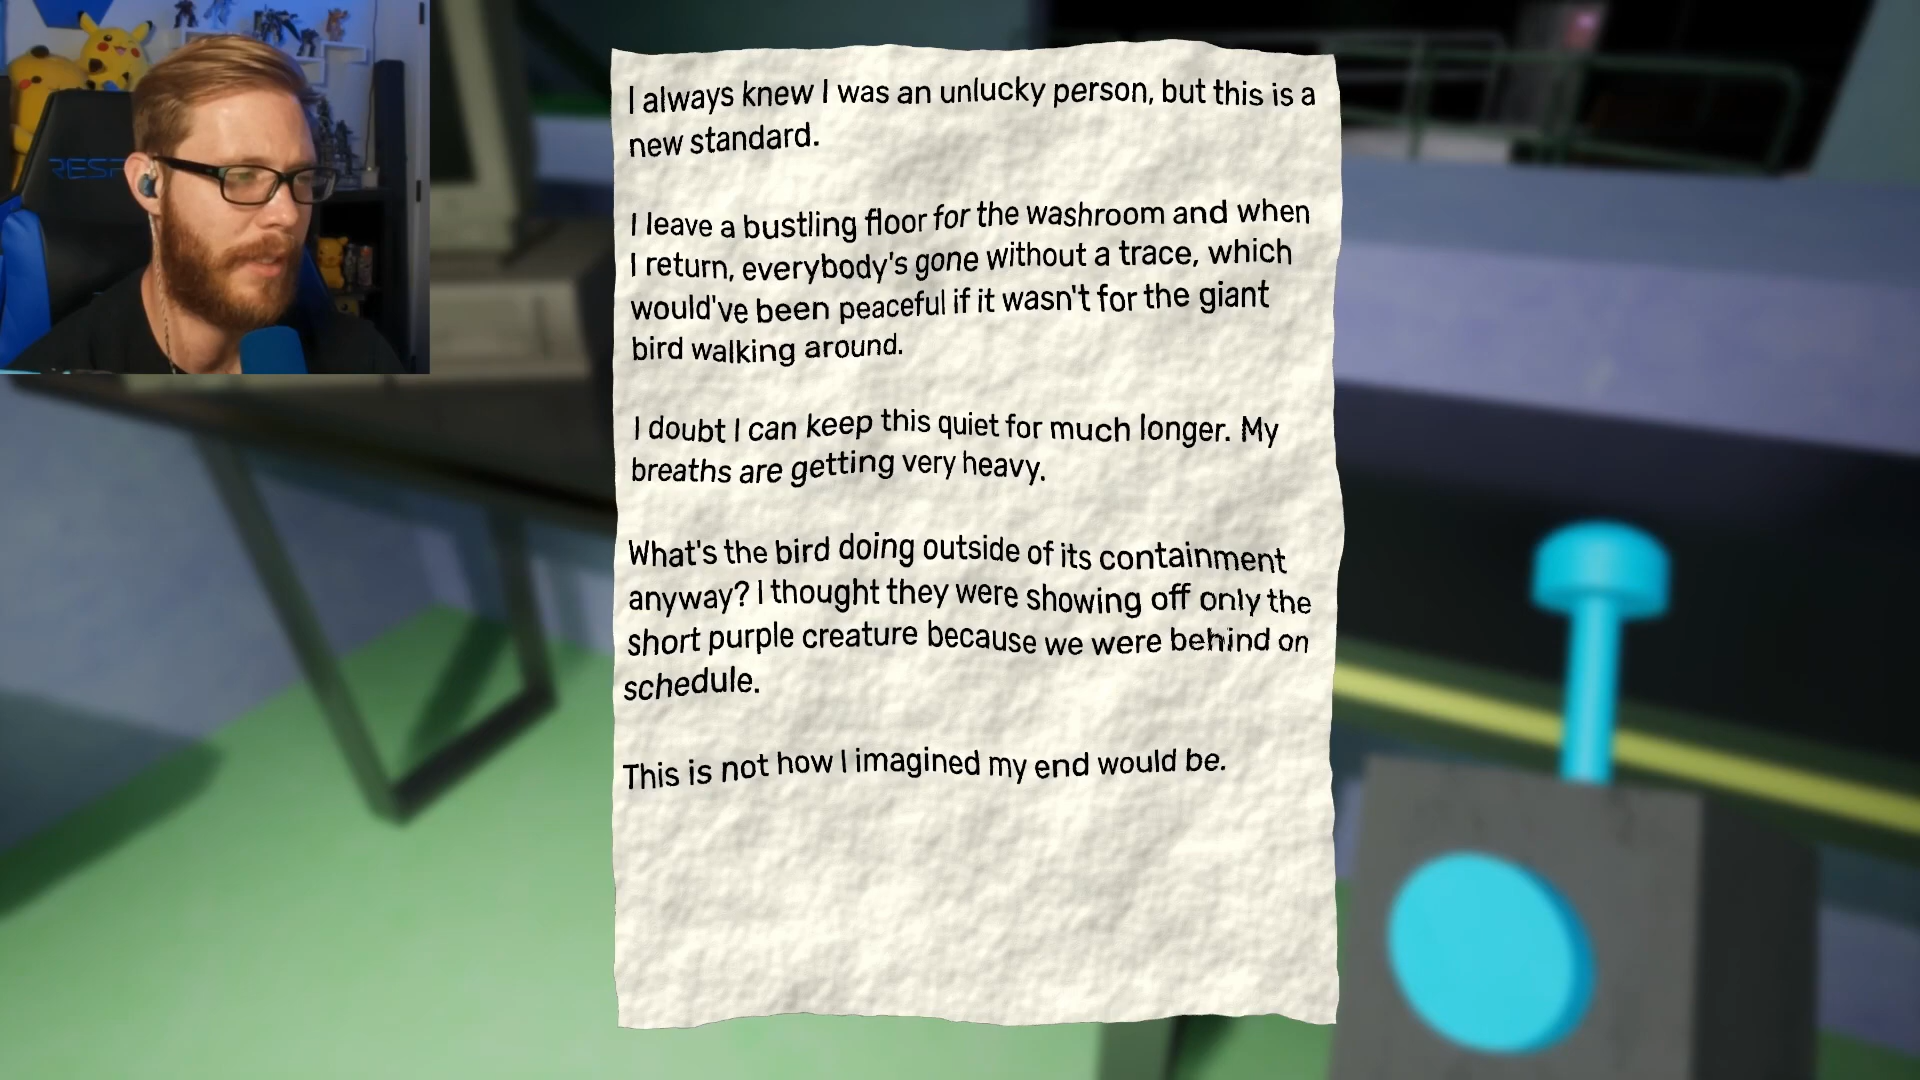 RESP
I always knew I was an unlucky person, but this is a
new standard.
I leave a bustling floor for the washroom and when
I return, everybody's gone without a trace, which
would've been peaceful if it wasn't for the giant
bird walking around.
I doubt I can keep this quiet for much longer. My
breaths are getting very heavy.
What's the bird doing outside of its containment
anyway? I thought they were showing off only the
short purple creature because we were behind on
schedule.
This is not how I imagined my end would be.